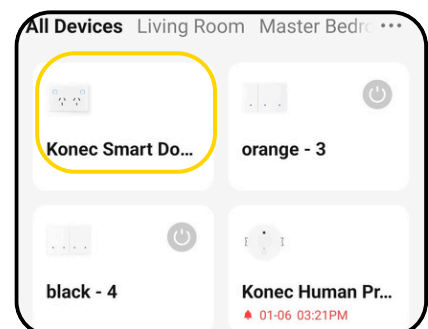 All Devices Living Room Master Bedro
Konec Smart Do...
orange - 3
black - 4
Konec Human Pr...
01-06 03:21PM